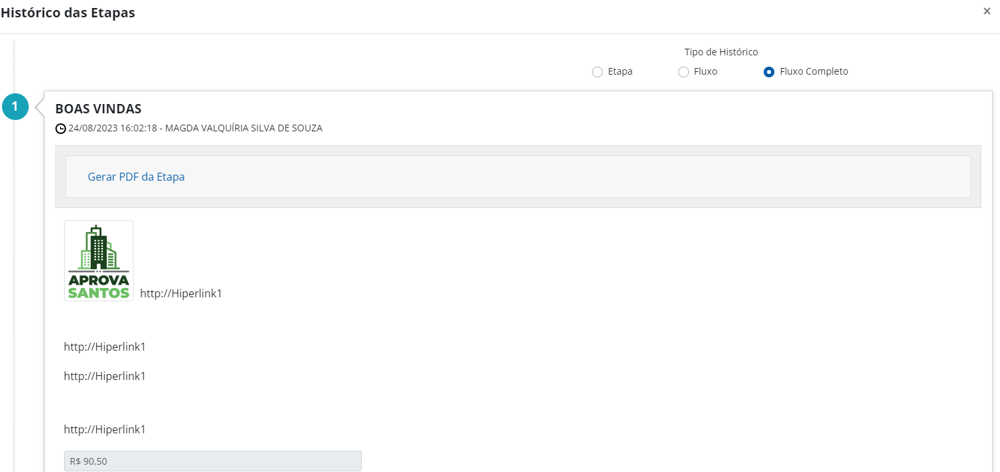 Histórico das Etapas
×
Tipo de Histórico
Etapa Fluxo Fluxo Completo
1
BOAS VINDAS
24/08/2023 16:02:18 - MAGDA VALQUÍRIA SILVA DE SOUZA
Gerar PDF da Etapa
APROVA
SANTOS
http://Hiperlink1
http://Hiperlink1
http://Hiperlink1
http://Hiperlink1
R$ 90,50